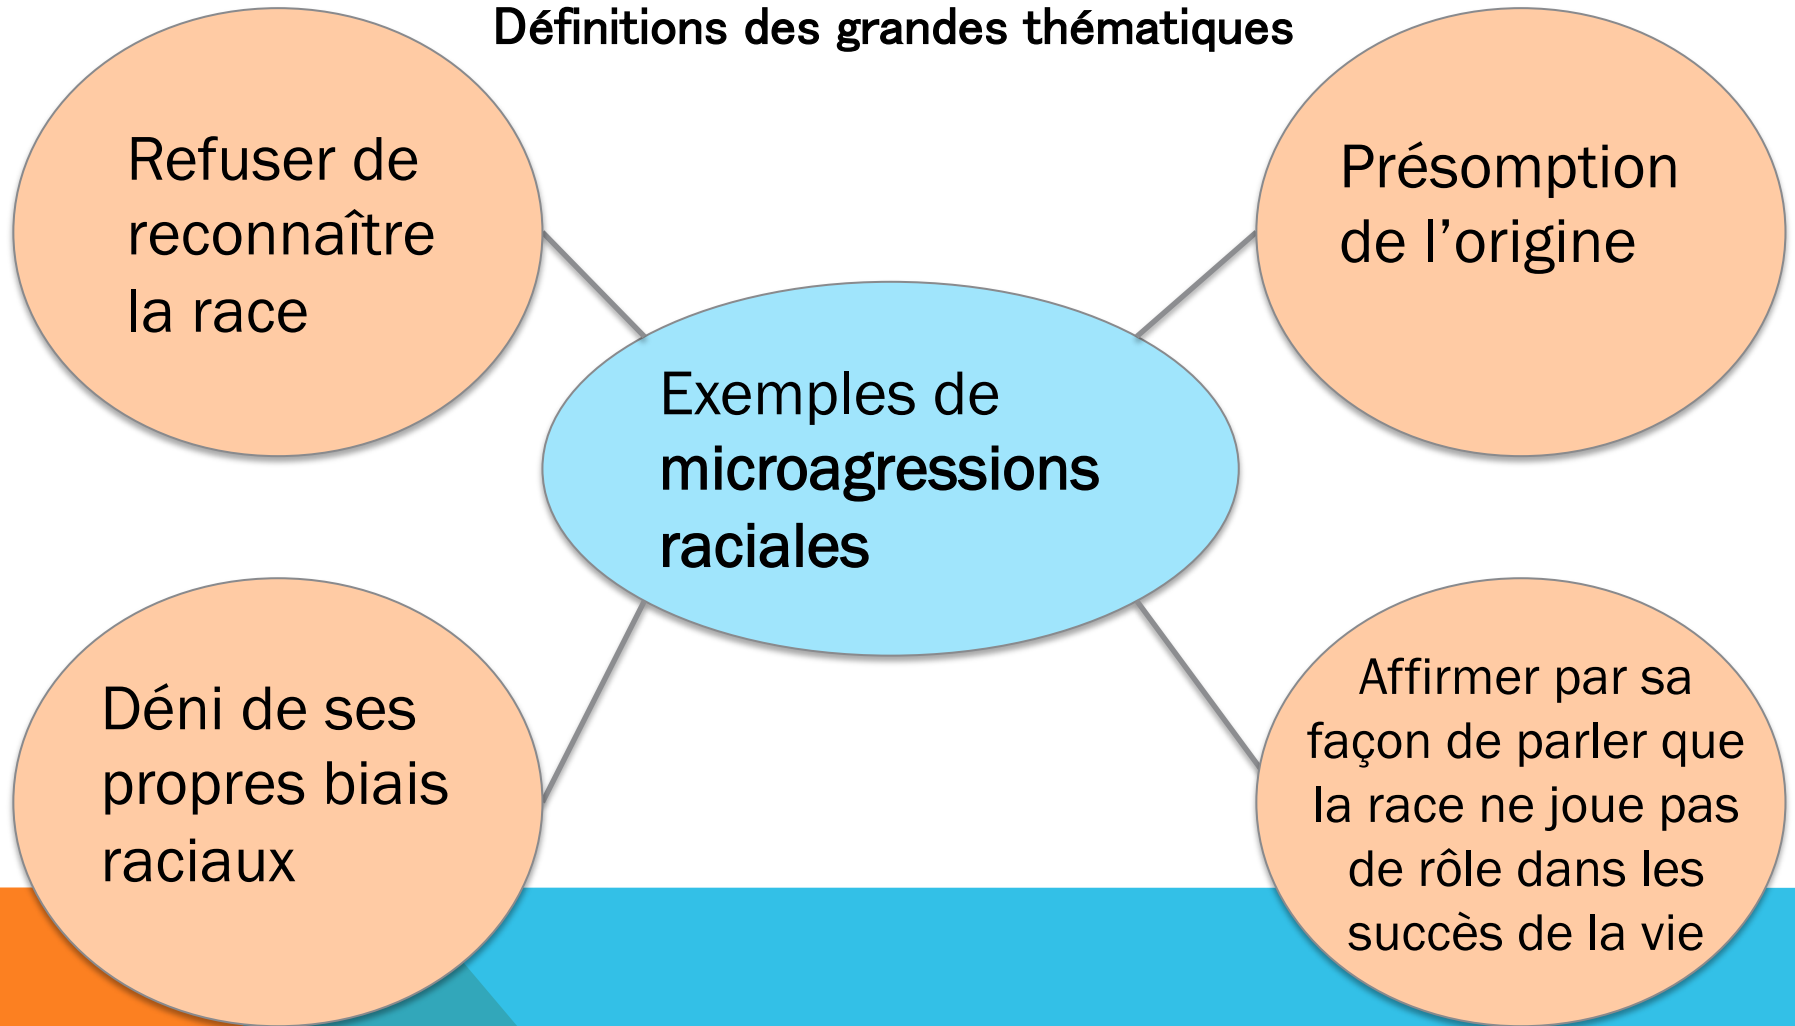 Définitions des grandes thématiques
Refuser de
reconnaître
la race
Présomption
de l’origine
Exemples de
microagressions
raciales
Déni de ses
propres biais
raciaux
Affirmer par sa
façon de parler que
la race ne joue pas
de rôle dans les
succès de la vie